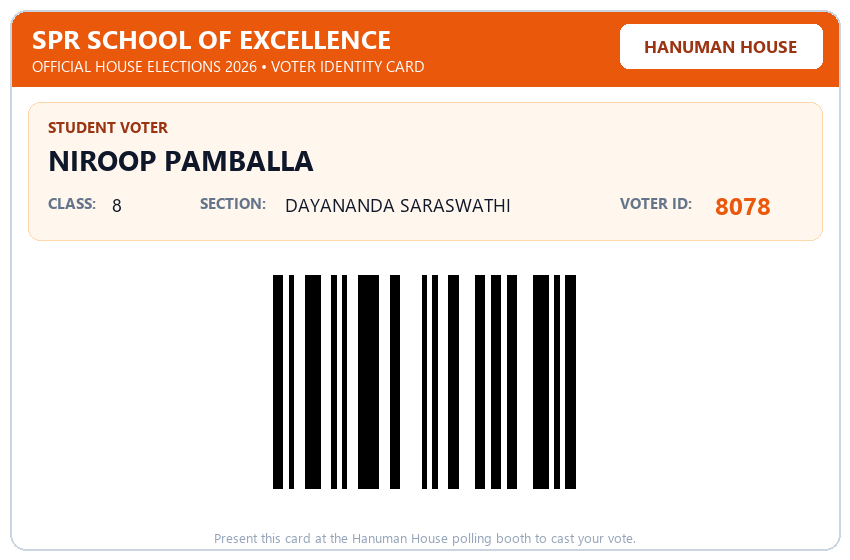 SPR SCHOOL OF EXCELLENCE
OFFICIAL HOUSE ELECTIONS 2026 • VOTER IDENTITY CARD
HANUMAN HOUSE
STUDENT VOTER
NIROOP PAMBALLA
CLASS: 8 SECTION: DAYANANDA SARASWATHI VOTER ID: 8078
Present this card at the Hanuman House polling booth to cast your vote.